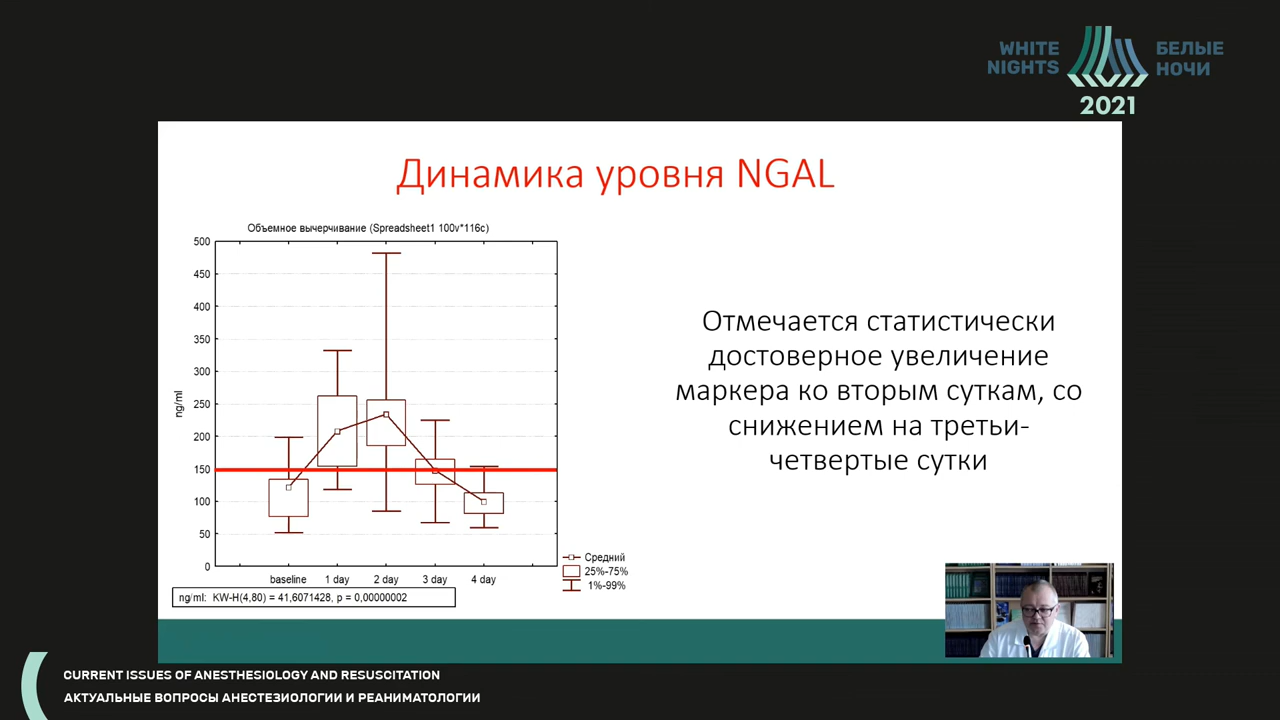 WHITE NIGHTS
БЕЛЫЕ НОЧИ
2021
Динамика уровня NGAL
Объемное вычерчивание (Spreadsheet1 100v*116c)
500
450
400
350
300
250
200
150
100
50
0
ng/ml
baseline 1 day 2 day 3 day 4 day
Средний
25%-75%
1%-99%
ng/ml: KW-H(4,80) = 41,6071428, p = 0,00000002
Отмечается статистически
достоверное увеличение
маркера ко вторым суткам, со
снижением на третьи-
четвертые сутки
CURRENT ISSUES OF ANESTHESIOLOGY AND RESUSCITATION
АКТУАЛЬНЫЕ ВОПРОСЫ АНЕСТЕЗИОЛОГИИ И РЕАНИМАТОЛОГИИ